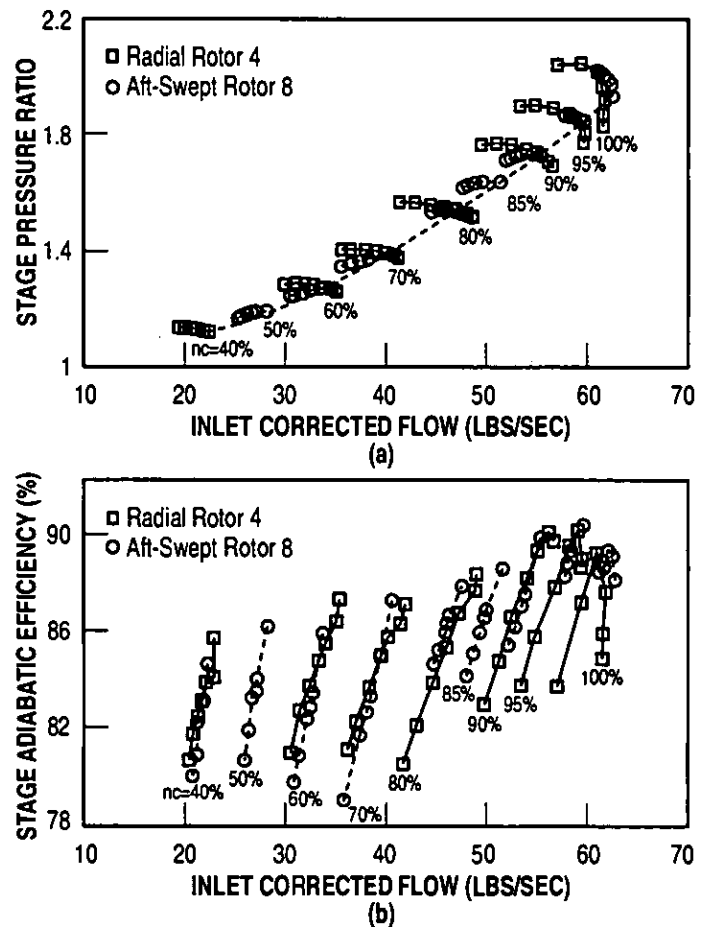 2.2
Radial Rotor 4
Aft-Swept Rotor 8
1.8
1.4
1
STAGE PRESSURE RATIO
100%
95%
90%
85%
80%
70%
60%
50%
nc=40%
10 20 30 40 50 60 70
INLET CORRECTED FLOW (LBS/SEC)
(a)
STAGE ADIABATIC EFFICIENCY (%)
Radial Rotor 4
Aft-Swept Rotor 8
90
86
82
78
nc=40%
50%
60%
70%
80%
85%
90%
95%
100%
10 20 30 40 50 60 70
INLET CORRECTED FLOW (LBS/SEC)
(b)